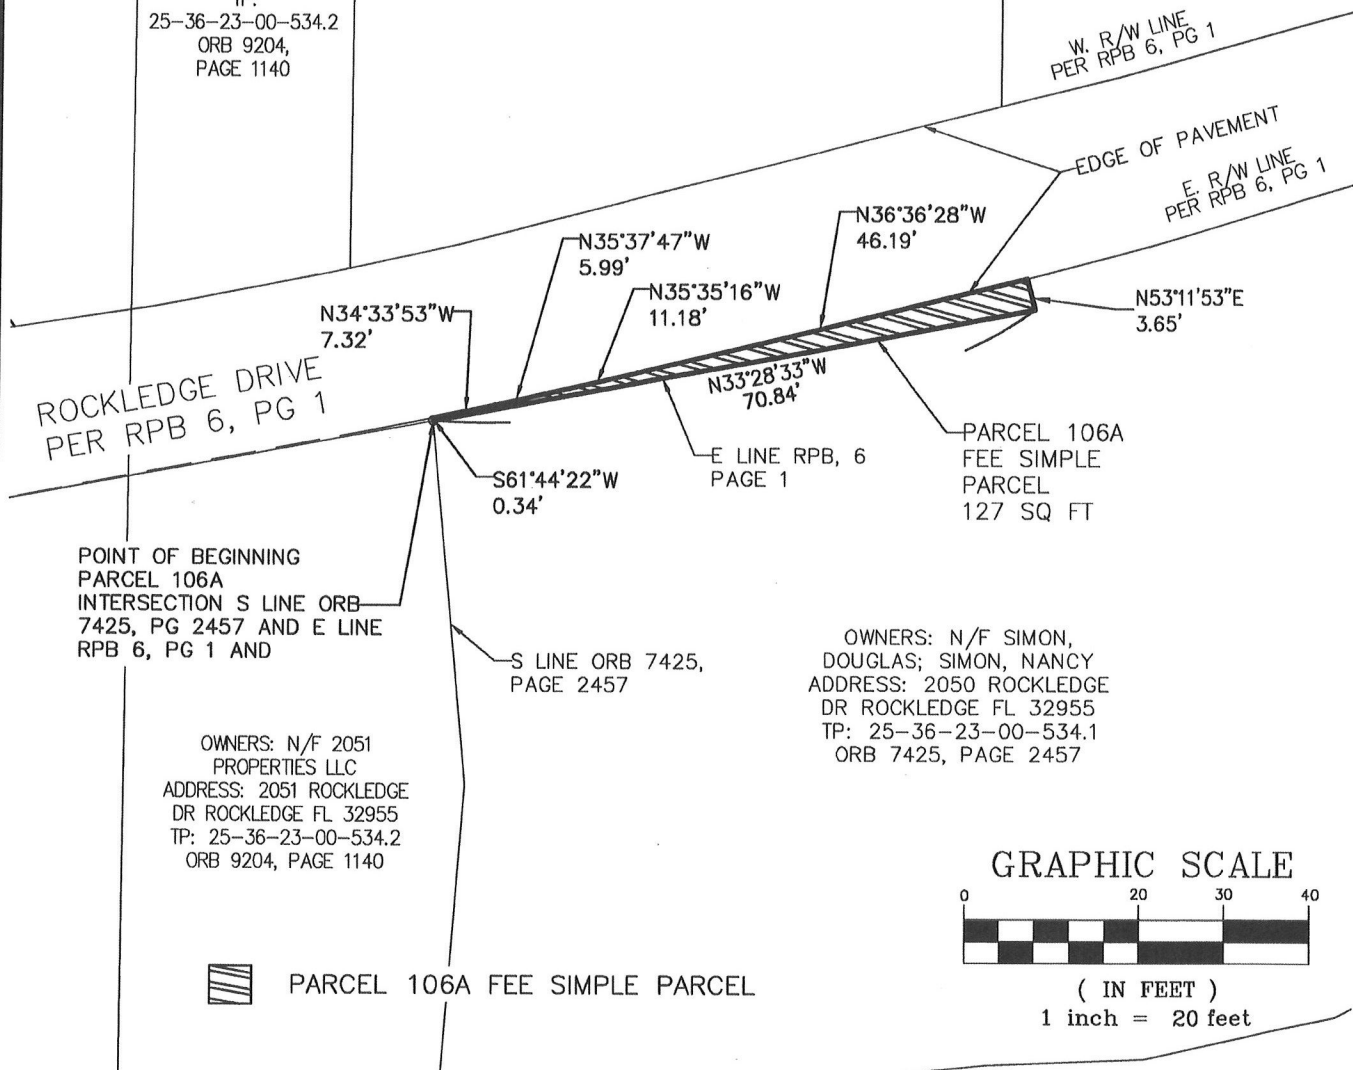 25-36-23-00-534.2
ORB 9204,
PAGE 1140
W. R/W LINE
PER RPB 6, PG 1
EDGE OF PAVEMENT
E. R/W LINE
PER RPB 6, PG 1
N36°36'28"W
46.19'
N35°37'47"W
5.99'
N35°35'16"W
11.18'
N34°33'53"W
7.32'
N53°11'53"E
3.65'
ROCKLEDGE DRIVE
PER RPB 6, PG 1
N33°28'33"W
70.84'
PARCEL 106A
FEE SIMPLE
PARCEL
127 SQ FT
E LINE RPB, 6
PAGE 1
S61°44'22"W
0.34'
POINT OF BEGINNING
PARCEL 106A
INTERSECTION S LINE ORB
7425, PG 2457 AND E LINE
RPB 6, PG 1 AND
S LINE ORB 7425,
PAGE 2457
OWNERS: N/F SIMON,
DOUGLAS; SIMON, NANCY
ADDRESS: 2050 ROCKLEDGE
DR ROCKLEDGE FL 32955
TP: 25-36-23-00-534.1
ORB 7425, PAGE 2457
OWNERS: N/F 2051
PROPERTIES LLC
ADDRESS: 2051 ROCKLEDGE
DR ROCKLEDGE FL 32955
TP: 25-36-23-00-534.2
ORB 9204, PAGE 1140
GRAPHIC SCALE
0 20 30 40
( IN FEET )
1 inch = 20 feet
PARCEL 106A FEE SIMPLE PARCEL